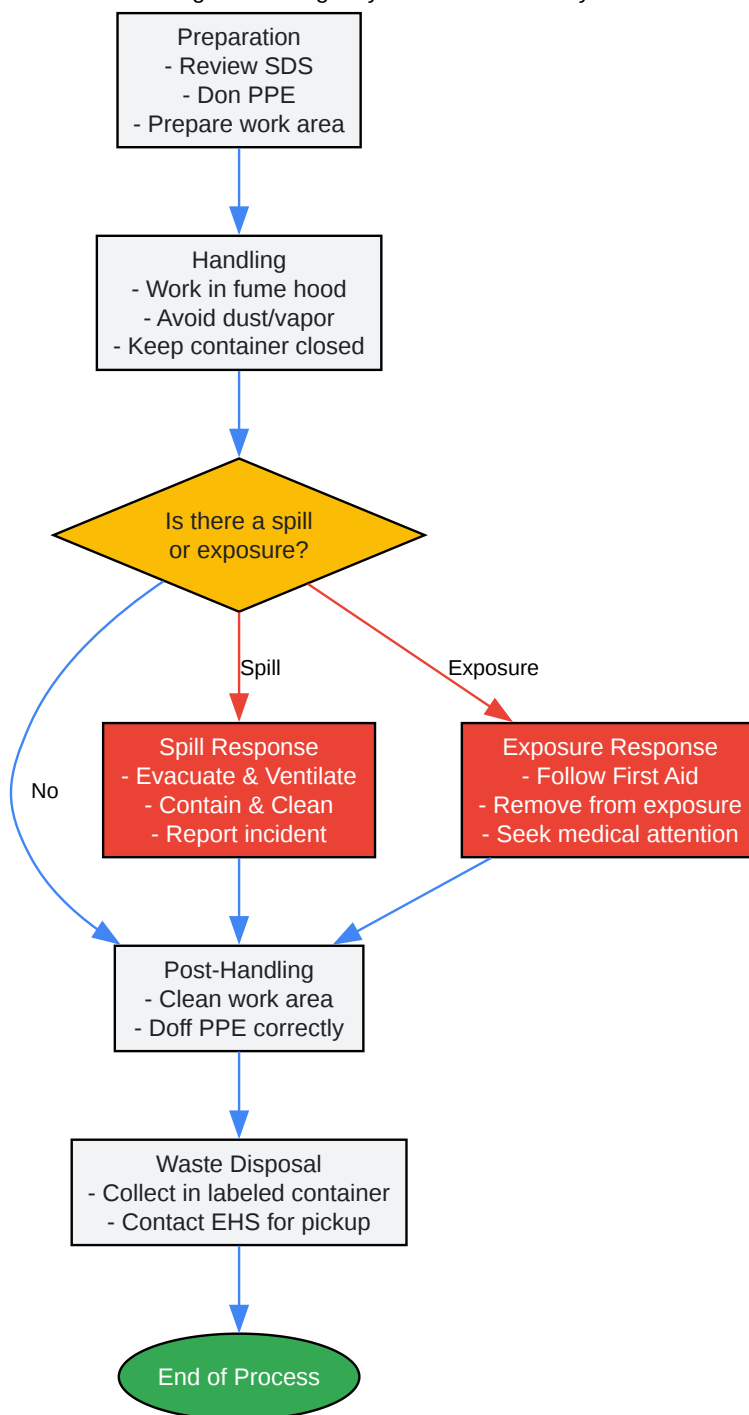 Preparation
- Review SDS
- Don PPE
- Prepare work area
Handling
- Work in fume hood
- Avoid dust/vapor
- Keep container closed
Is there a spill
or exposure?
Spill
Exposure
No
Spill Response
- Evacuate & Ventilate
- Contain & Clean
- Report incident
Exposure Response
- Follow First Aid
- Remove from exposure
- Seek medical attention
Post-Handling
- Clean work area
- Doff PPE correctly
Waste Disposal
- Collect in labeled container
- Contact EHS for pickup
End of Process